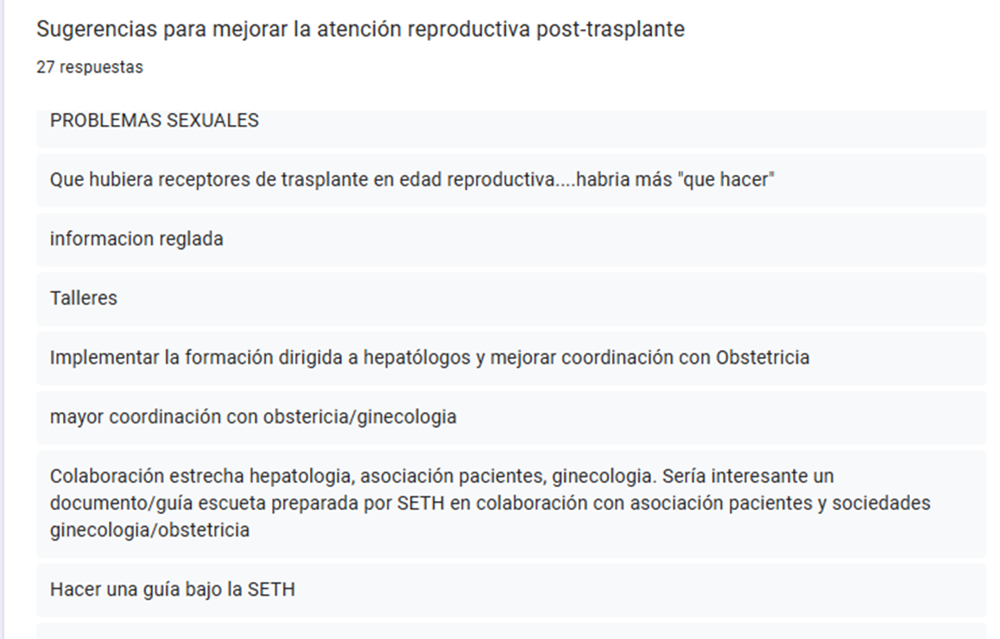 Sugerencias para mejorar la atención reproductiva post-trasplante
27 respuestas
PROBLEMAS SEXUALES
Que hubiera receptores de trasplante en edad reproductiva....habria más "que hacer"
informacion reglada
Talleres
Implementar la formación dirigida a hepatólogos y mejorar coordinación con Obstetricia
mayor coordinación con obstericia/ginecologia
Colaboración estrecha hepatologia, asociación pacientes, ginecologia. Sería interesante un
documento/guía escueta preparada por SETH en colaboración con asociación pacientes y sociedades
ginecologia/obstetricia
Hacer una guía bajo la SETH